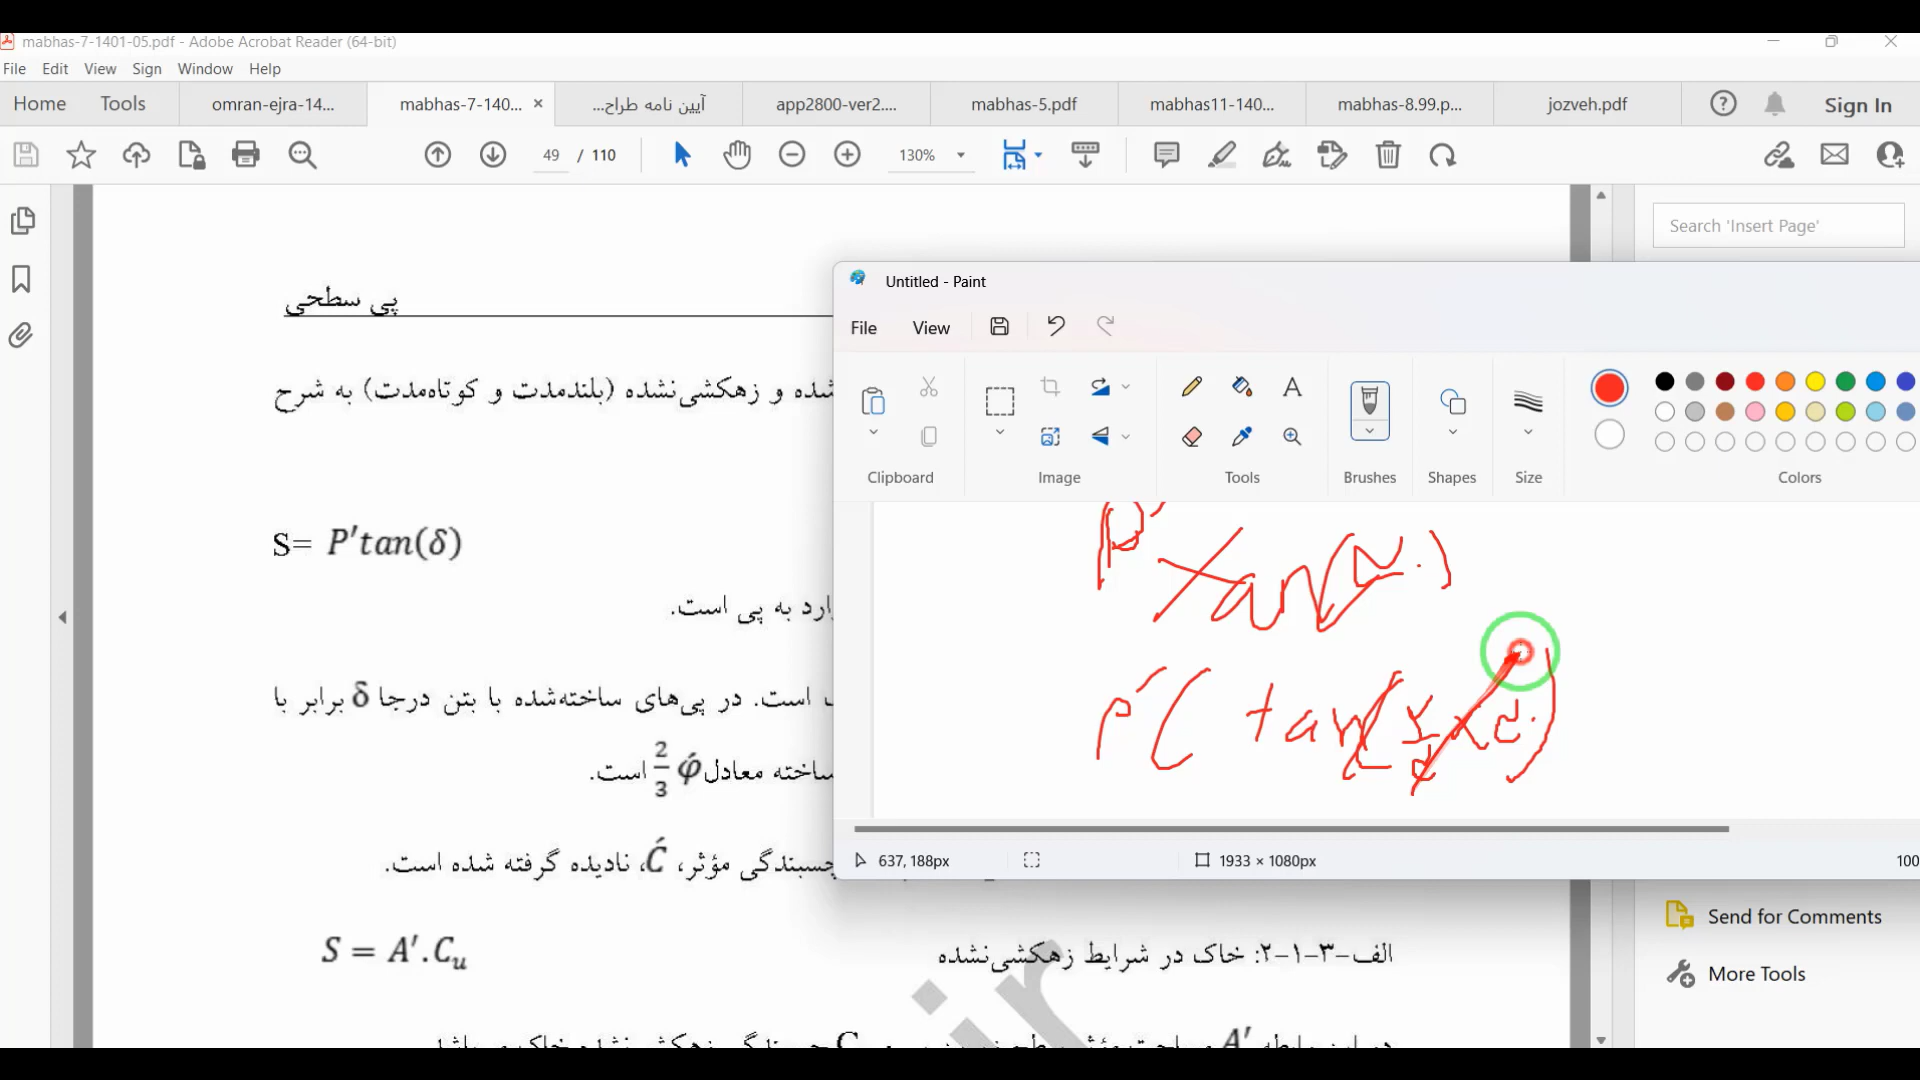 mabhas-7-1401-05.pdf - Adobe Acrobat Reader (64-bit)
File Edit View Sign Window Help
Home Tools omran-ejra-14... mabhas-7-140... × آیین نامه طراح... app2800-ver2.... mabhas-5.pdf mabhas11-140... mabhas-8.99.p... jozveh.pdf Sign In
49 / 110 130%
Search 'Insert Page'
پی سطحی
Untitled - Paint
File View
شده و زهکشی‌نشده (بلندمدت و کوتاه‌مدت) به شرح
Clipboard Image Tools Brushes Shapes Size Colors
S= P'tan(δ)
وارد به پی است.
است. در پی‌های ساخته‌شده با بتن درجا δ برابر با
ساخته معادل 2/3 φ́ است.
چسبندگی مؤثر، Ć، نادیده گرفته شده است.
P' tan(
P'( tan(
637, 188px 1933 × 1080px 100
الف-۳-۱-۲: خاک در شرایط زهکشی‌نشده
S = A'.Cu
Send for Comments
More Tools
ir